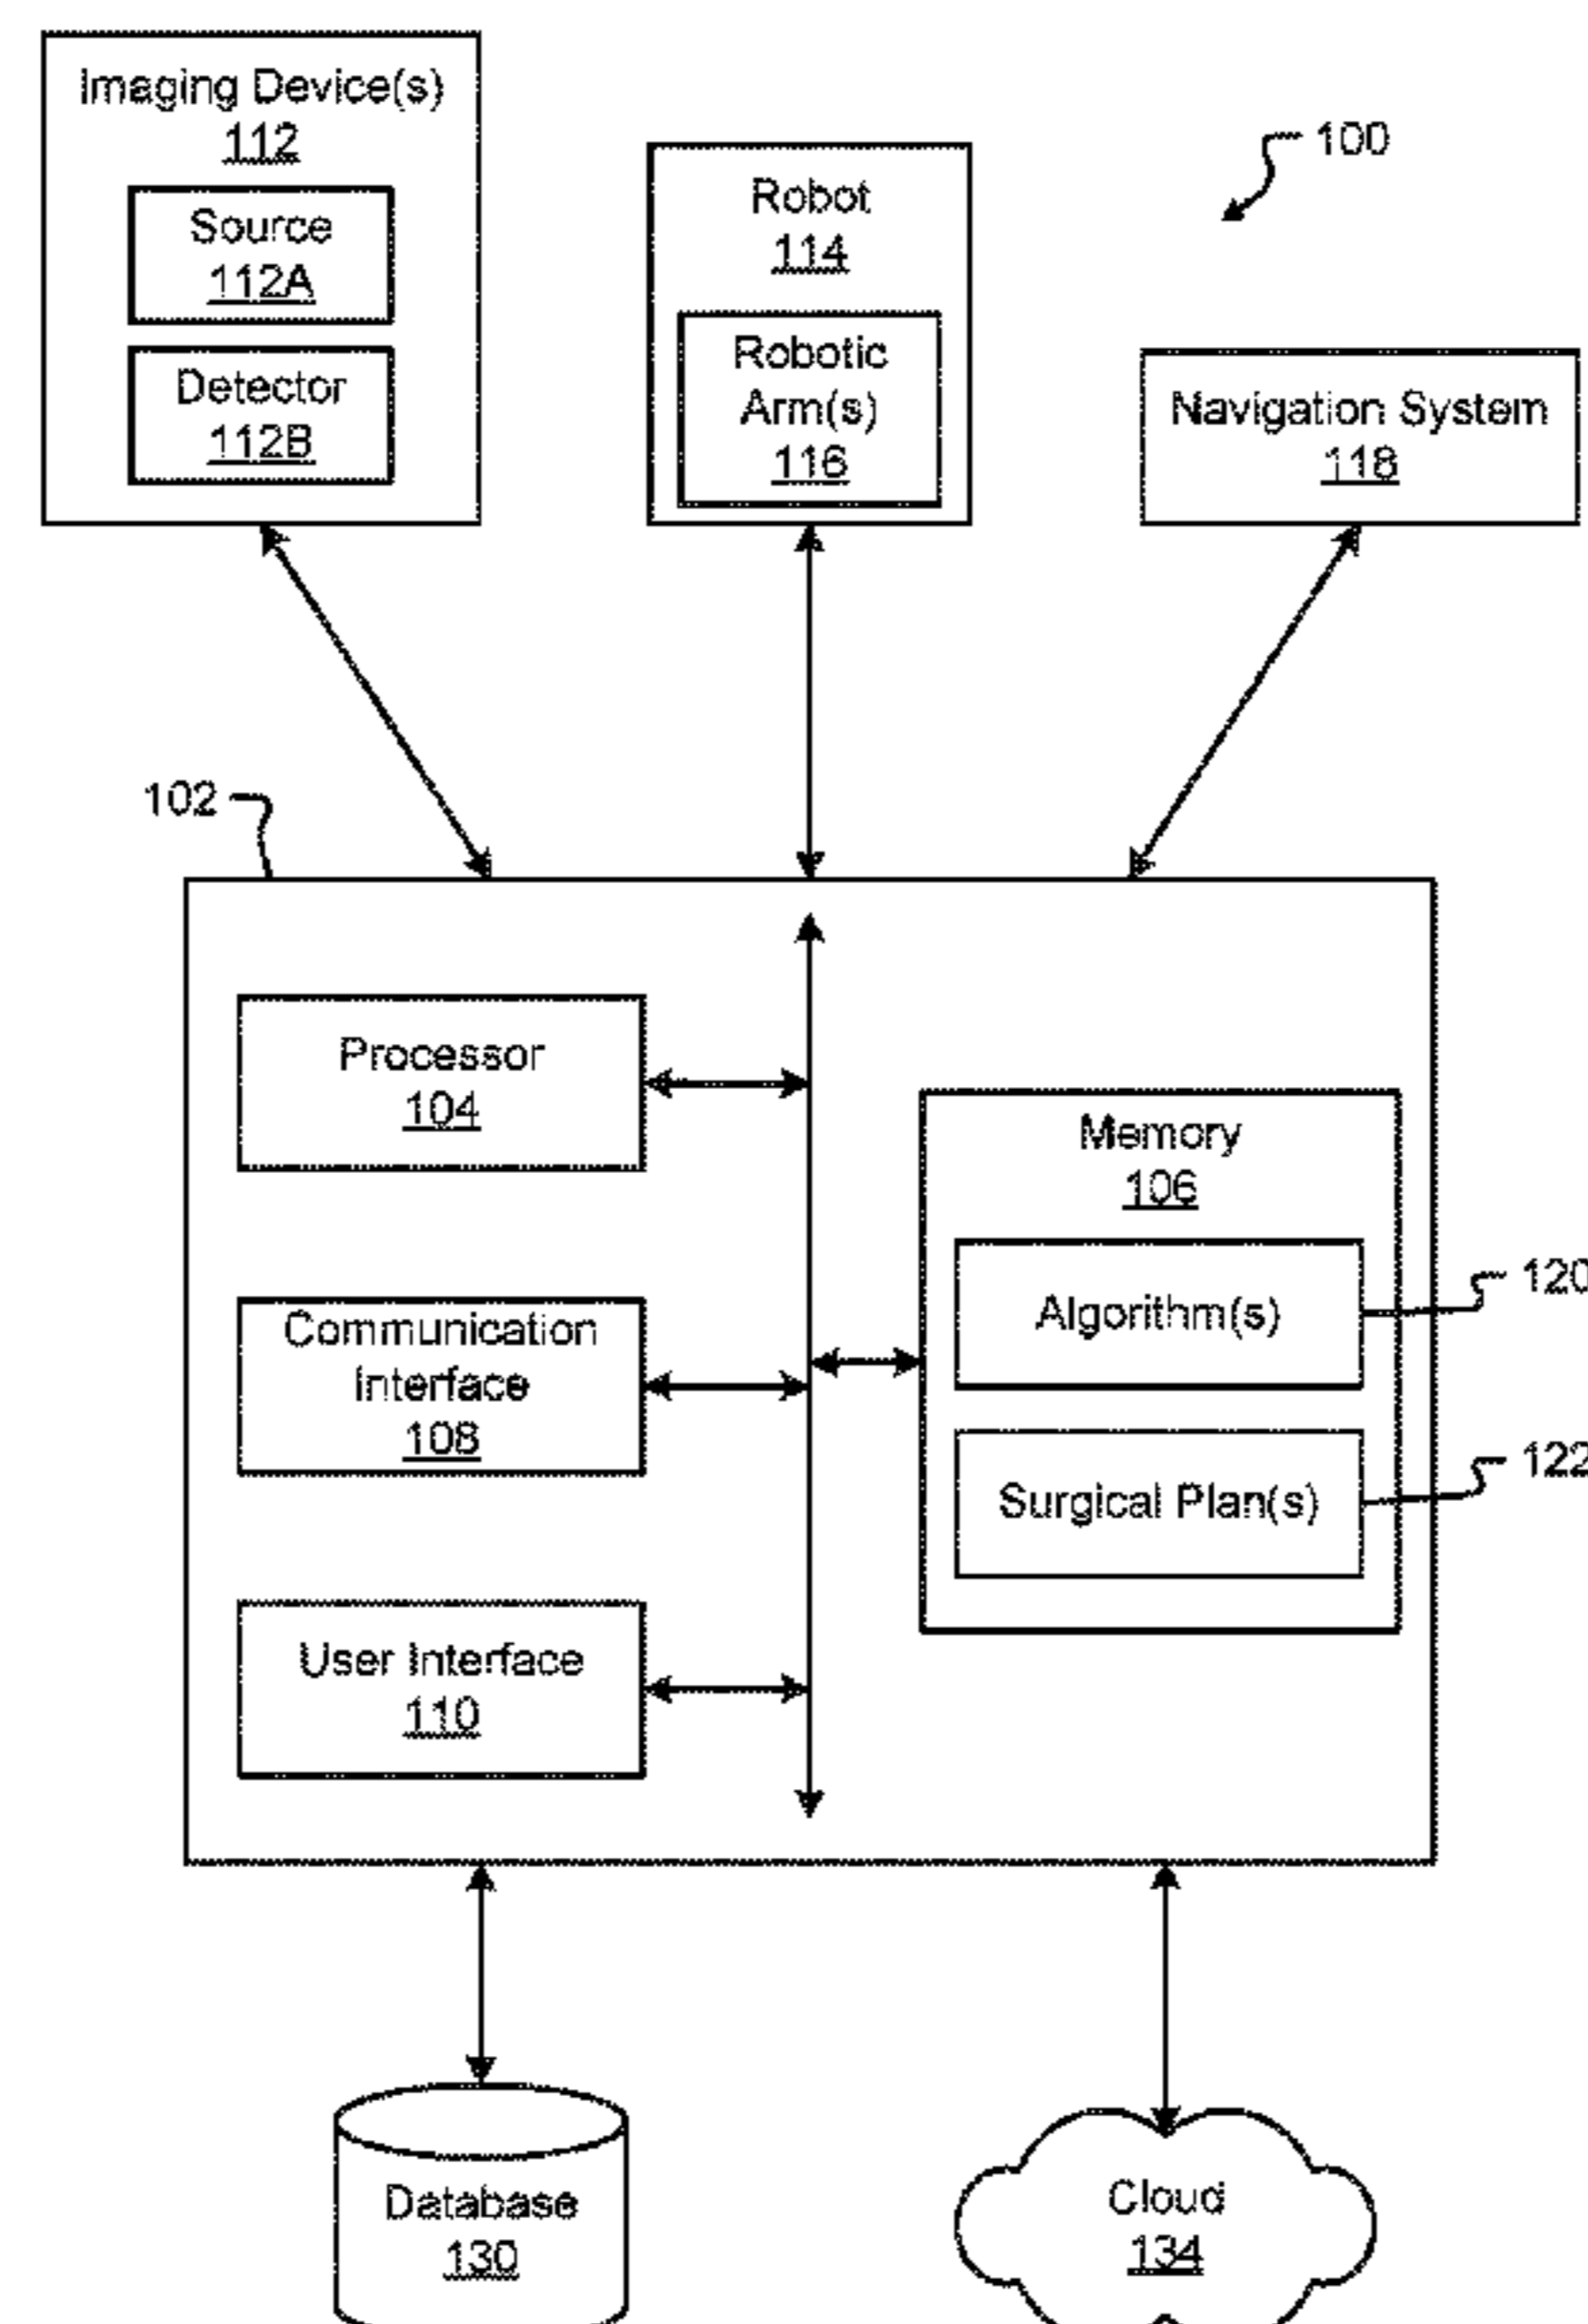 Imaging Device(s)
112
Source
112A
Detector
112B
Robot
114
Robotic
Arm(s)
116
100
Navigation System
118
102
Processor
104
Communication
Interface
108
User Interface
110
Memory
106
Algorithm(s)
120
Surgical Plan(s)
122
Database
130
Cloud
134